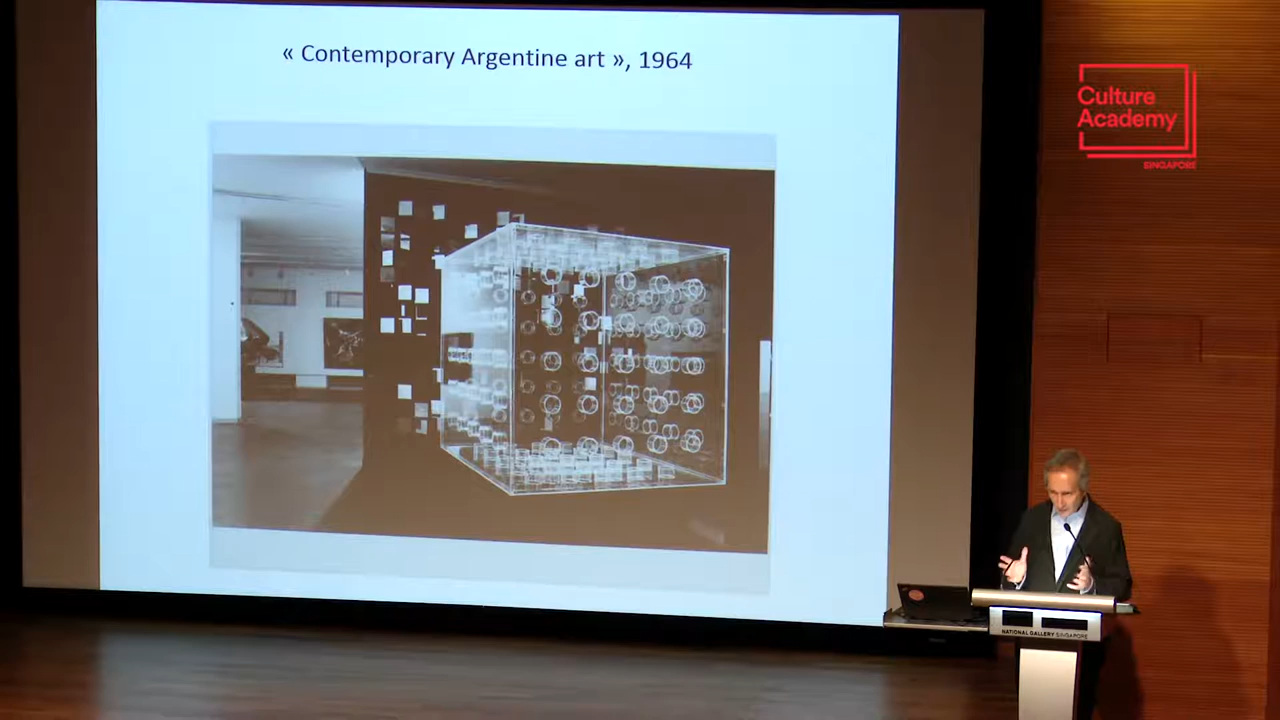 « Contemporary Argentine art », 1964
Culture
Academy
SINGAPORE
NATIONAL GALLERY SINGAPORE